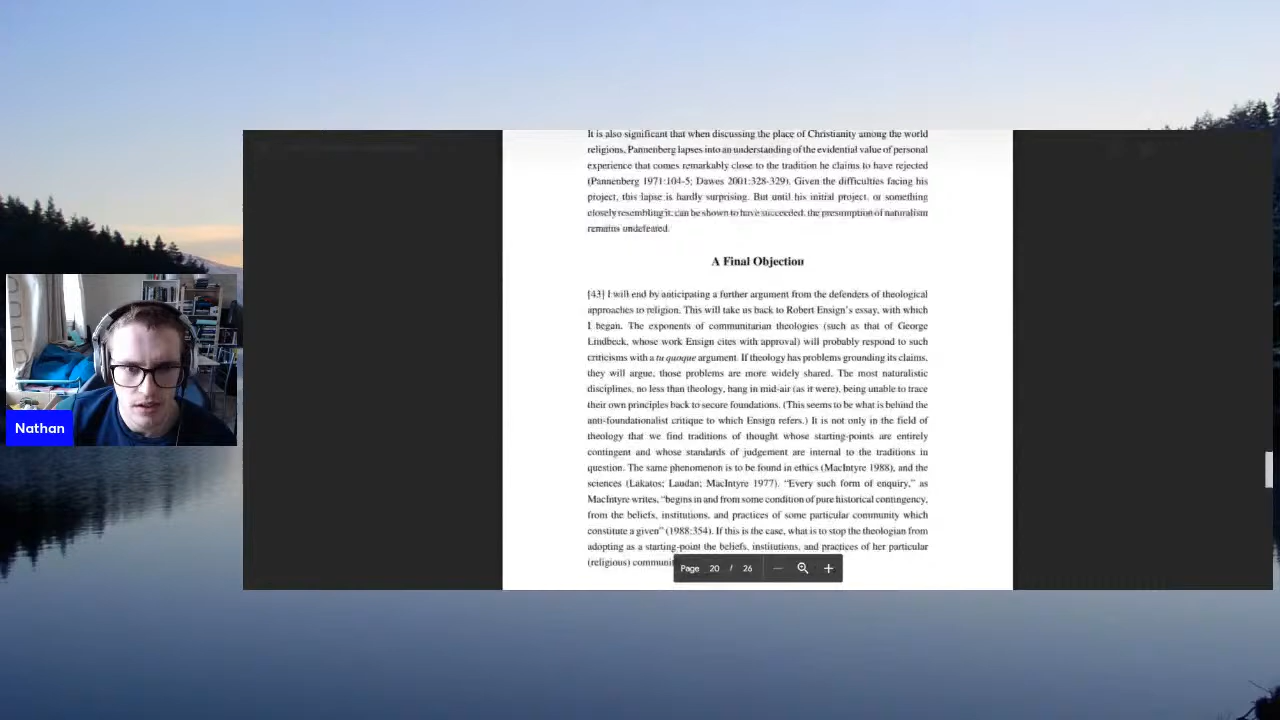 It is also significant that when discussing the place of Christianity among the world
religions, Pannenberg lapses into an understanding of the evidential value of personal
experience that comes remarkably close to the tradition he claims to have rejected
(Pannenberg 1971:104-5; Dawes 2001:328-329). Given the difficulties facing his
project, this lapse is hardly surprising. But until his initial project, or something
closely resembling it, can be shown to have succeeded, the presumption of naturalism
remains undefeated.
A Final Objection
[43] I will end by anticipating a further argument from the defenders of theological
approaches to religion. This will take us back to Robert Ensign's essay, with which
I began. The exponents of communitarian theologies (such as that of George
Lindbeck, whose work Ensign cites with approval) will probably respond to such
criticisms with a tu quoque argument. If theology has problems grounding its claims,
they will argue, those problems are more widely shared. The most naturalistic
disciplines, no less than theology, hang in mid-air (as it were), being unable to trace
their own principles back to secure foundations. (This seems to be what is behind the
anti-foundationalist critique to which Ensign refers.) It is not only in the field of
theology that we find traditions of thought whose starting-points are entirely
contingent and whose standards of judgement are internal to the traditions in
question. The same phenomenon is to be found in ethics (MacIntyre 1988), and the
sciences (Lakatos; Laudan; MacIntyre 1977). "Every such form of enquiry," as
MacIntyre writes, "begins in and from some condition of pure historical contingency,
from the beliefs, institutions, and practices of some particular community which
constitute a given" (1988:354). If this is the case, what is to stop the theologian from
adopting as a starting-point the beliefs, institutions, and practices of her particular
(religious) communi
Page 20 / 26
Nathan